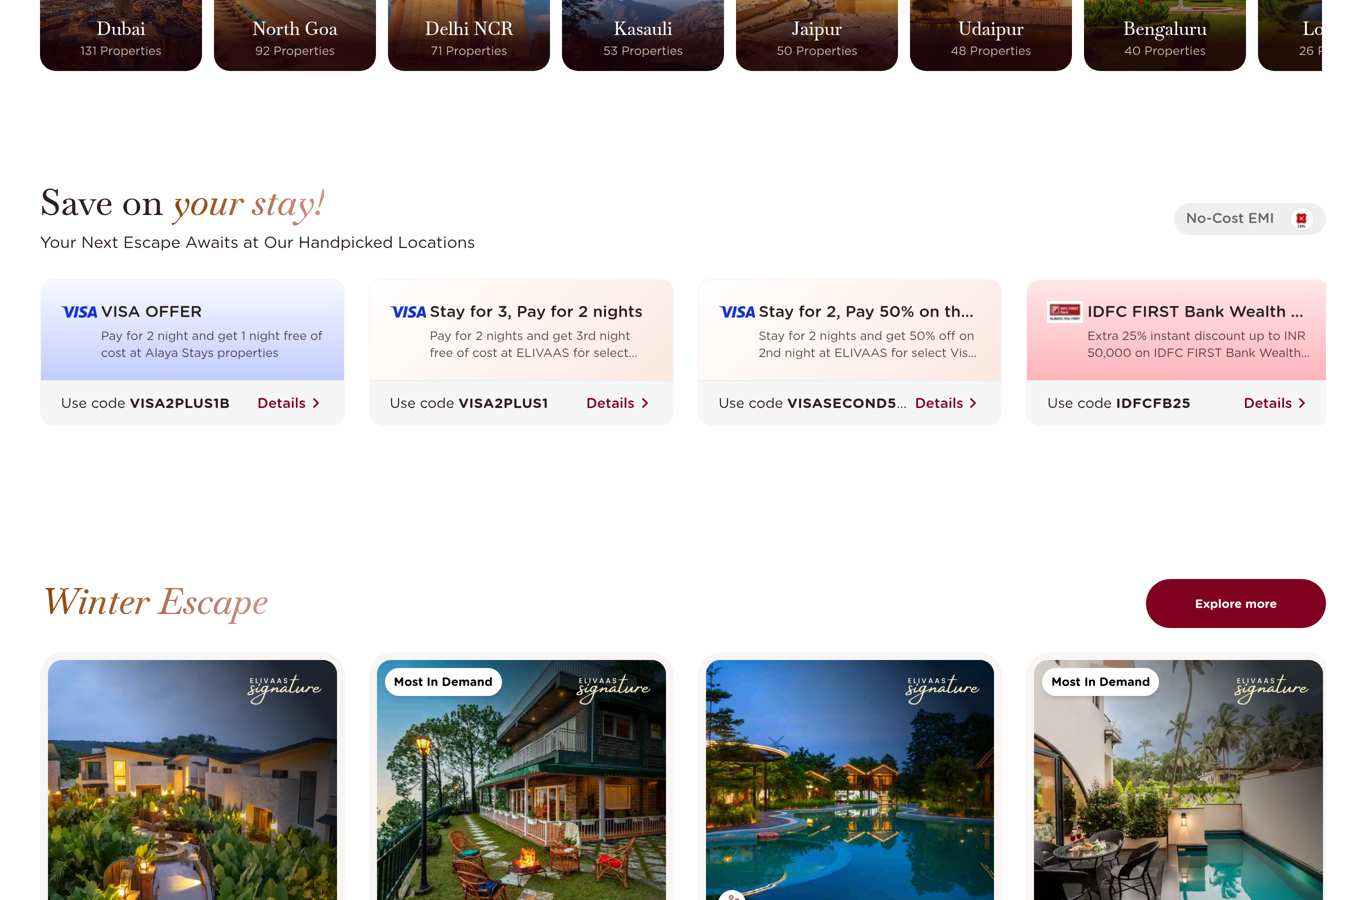 Dubai
131 Properties
North Goa
92 Properties
Delhi NCR
71 Properties
Kasauli
53 Properties
Jaipur
50 Properties
Udaipur
48 Properties
Bengaluru
40 Properties
Lo
26 P
Save on your stay!
Your Next Escape Awaits at Our Handpicked Locations
No-Cost EMI
VISA VISA OFFER
Pay for 2 night and get 1 night free of
cost at Alaya Stays properties
Use code VISA2PLUS1B
Details
VISA Stay for 3, Pay for 2 nights
Pay for 2 nights and get 3rd night
free of cost at ELIVAAS for select...
Use code VISA2PLUS1
Details
VISA Stay for 2, Pay 50% on th...
Stay for 2 nights and get 50% off on
2nd night at ELIVAAS for select Vis...
Use code VISASECOND5...
Details
IDFC FIRST Bank Wealth ...
Extra 25% instant discount up to INR
50,000 on IDFC FIRST Bank Wealth...
Use code IDFCFB25
Details
Winter Escape
Explore more
ELIVAAS
signature
Most In Demand
ELIVAAS
signature
ELIVAAS
signature
Most In Demand
ELIVAAS
signature